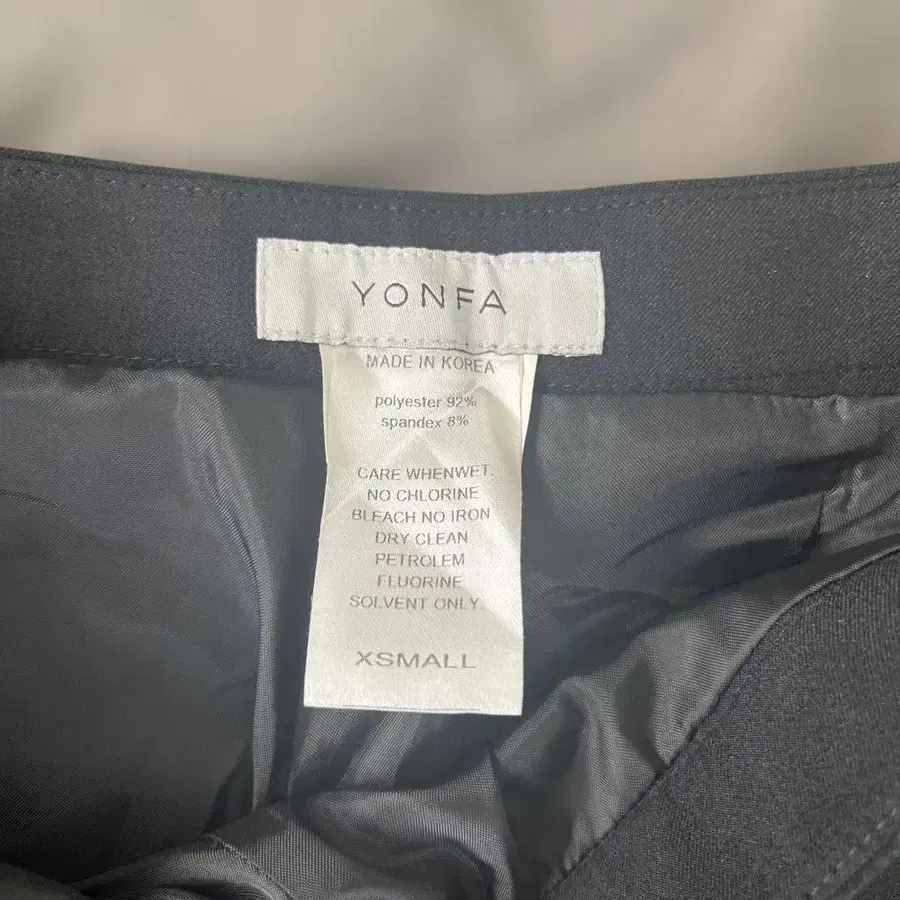 YONFA
MADE IN KOREA
polyester 92%
spandex 8%
CARE WHENWET.
NO CHLORINE
BLEACH NO IRON
DRY CLEAN
PETROLEM
FLUORINE
SOLVENT ONLY.
XSMALL